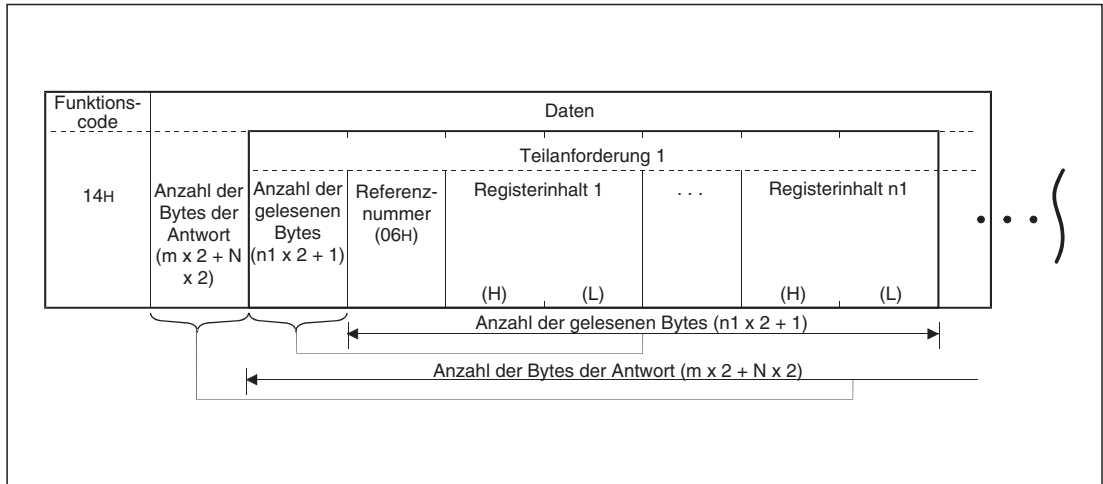 Funktions-
code
Daten
Teilanforderung 1
14H
Anzahl der
Bytes der
Antwort
(m x 2 + N
x 2)
Anzahl der
gelesenen
Bytes
(n1 x 2 + 1)
Referenz-
nummer
(06H)
Registerinhalt 1
. . .
Registerinhalt n1
(H)
(L)
(H)
(L)
Anzahl der gelesenen Bytes (n1 x 2 + 1)
Anzahl der Bytes der Antwort (m x 2 + N x 2)